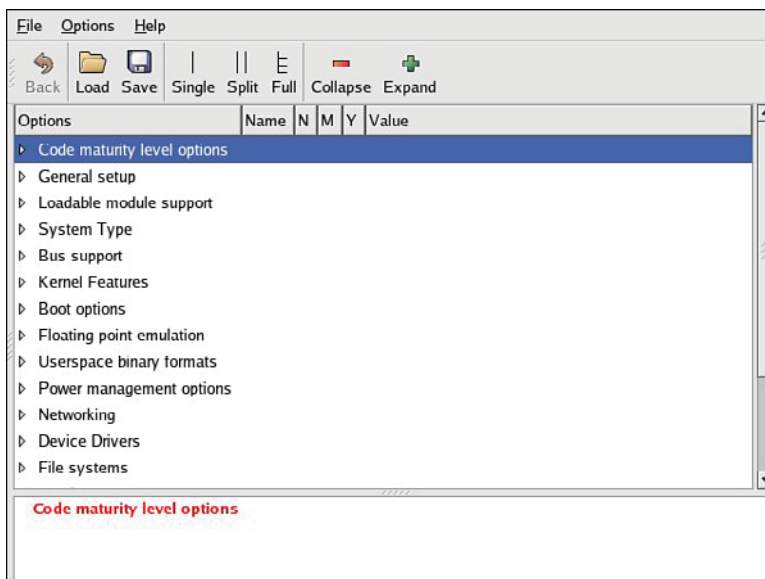 File Options Help
Back Load Save Single Split Full Collapse Expand
Options Name N M Y Value
Code maturity level options
General setup
Loadable module support
System Type
Bus support
Kernel Features
Boot options
Floating point emulation
Userspace binary formats
Power management options
Networking
Device Drivers
File systems
Code maturity level options